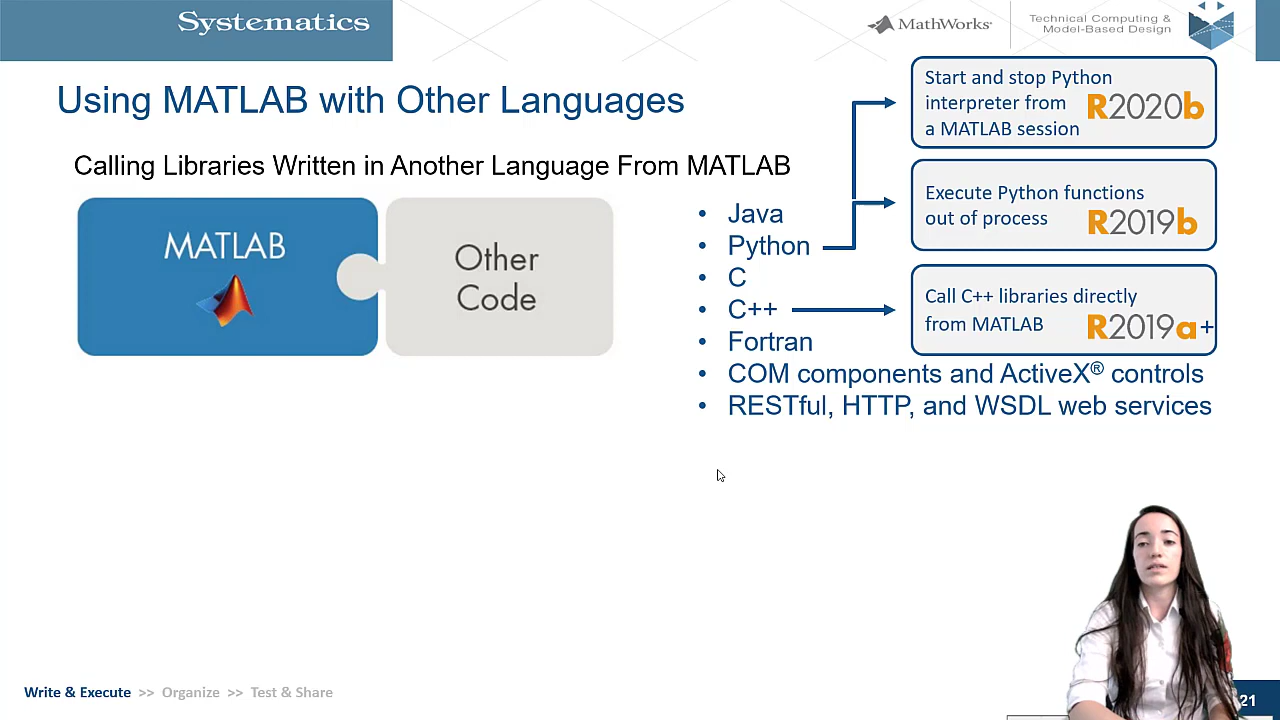 Systematics
MathWorks®
Technical Computing &
Model-Based Design
Using MATLAB with Other Languages
Calling Libraries Written in Another Language From MATLAB
MATLAB
Other
Code
• Java
• Python
• C
• C++
• Fortran
• COM components and ActiveX® controls
• RESTful, HTTP, and WSDL web services
Start and stop Python
interpreter from
a MATLAB session
R2020b
Execute Python functions
out of process
R2019b
Call C++ libraries directly
from MATLAB
R2019a+
Write & Execute >> Organize >> Test & Share
21